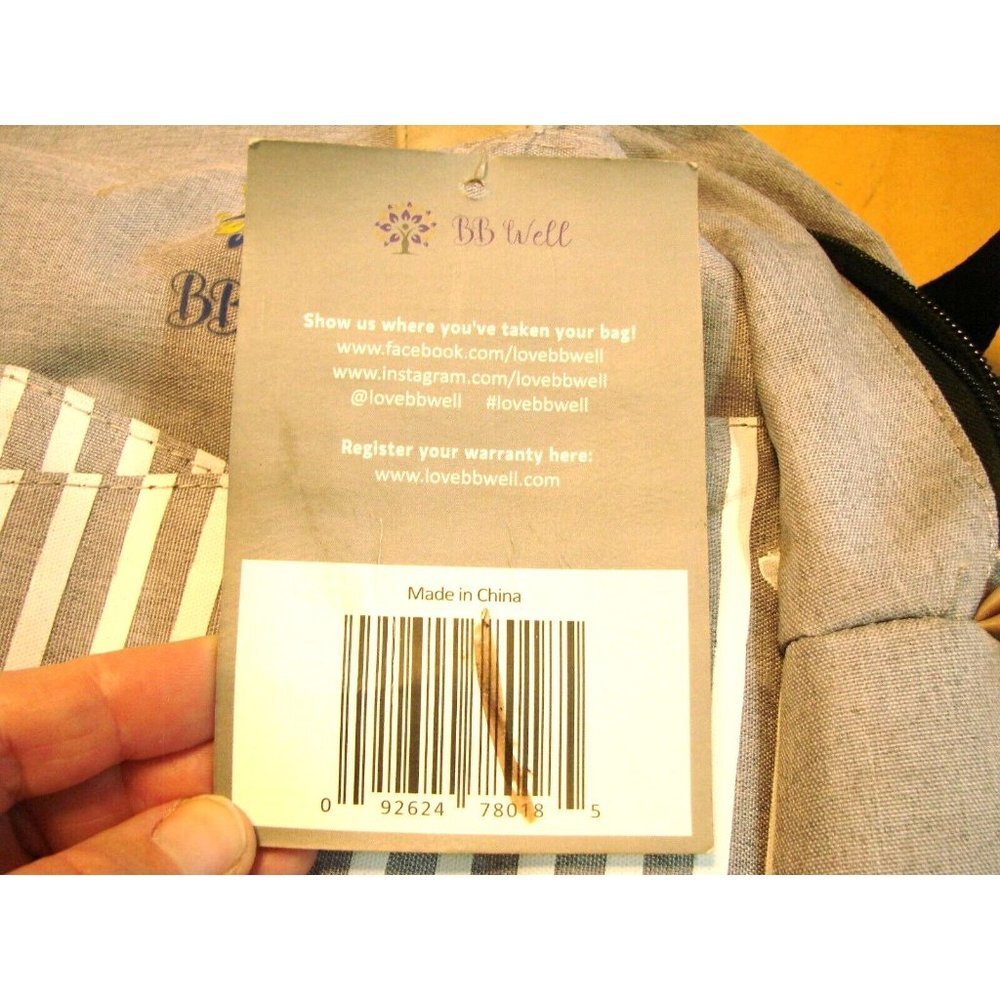 BB Well
BB
Show us where you've taken your bag!
www.facebook.com/lovebbwell
www.instagram.com/lovebbwell
@lovebbwell #lovebbwell
Register your warranty here:
www.lovebbwell.com
Made in China
0 92624 78018 5